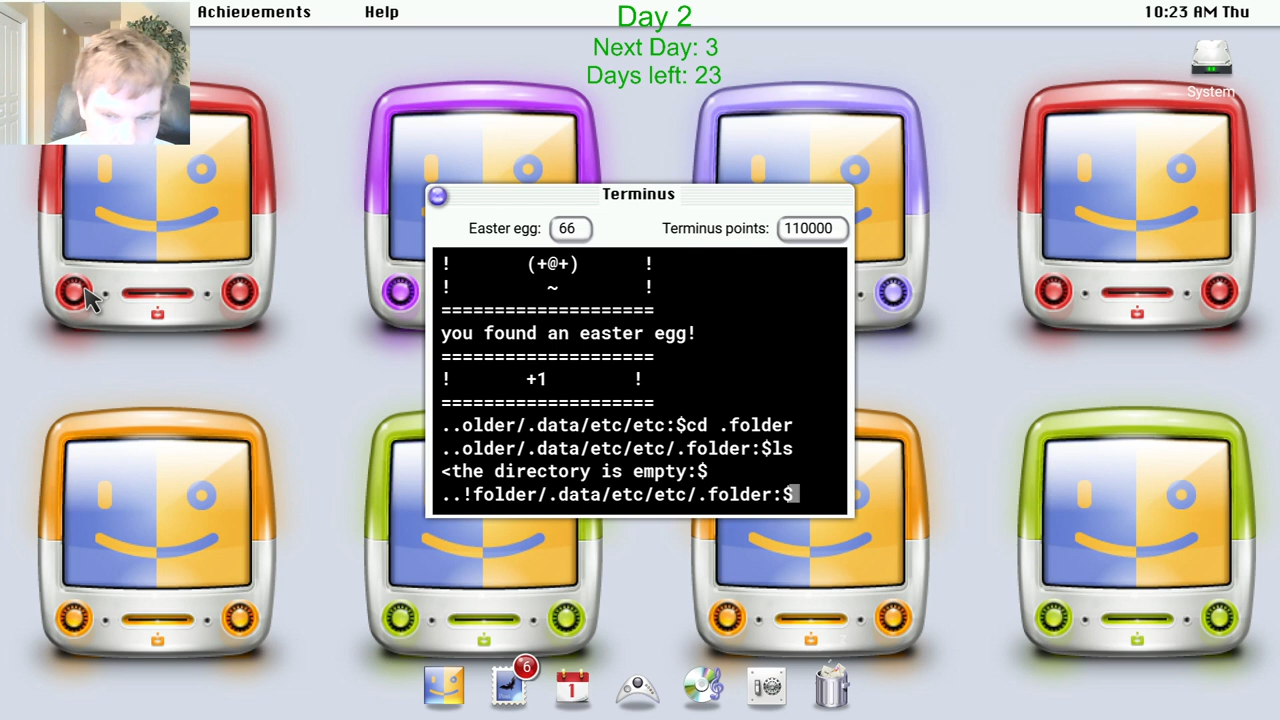 Achievements Help
10:23 AM Thu
Day 2
Next Day: 3
Days left: 23
System
Terminus
Easter egg: 66 Terminus points: 110000
! (+@+) !
! ~ !
====================
you found an easter egg!
====================
! +1 !
====================
..older/.data/etc/etc:$cd .folder
..older/.data/etc/etc/.folder:$ls
<the directory is empty:$
..!folder/.data/etc/etc/.folder:$
6
1